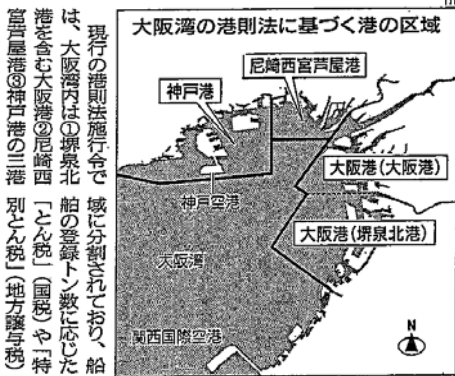 大阪湾の港則法に基づく港の区域
尼崎西宮芦屋港
神戸港
大阪港(大阪港)
神戸空港
大阪港(堺泉北港)
大阪湾
関西国際空港
N
現行の港則法施行令で
は、大阪湾内は①堺泉北
港を含む大阪港②尼崎西
宮芦屋港③神戸港の三港
域に分割されており、船
舶の登録トン数に応じた
「とん税」(国税)や「特
別とん税」(地方譲与税)